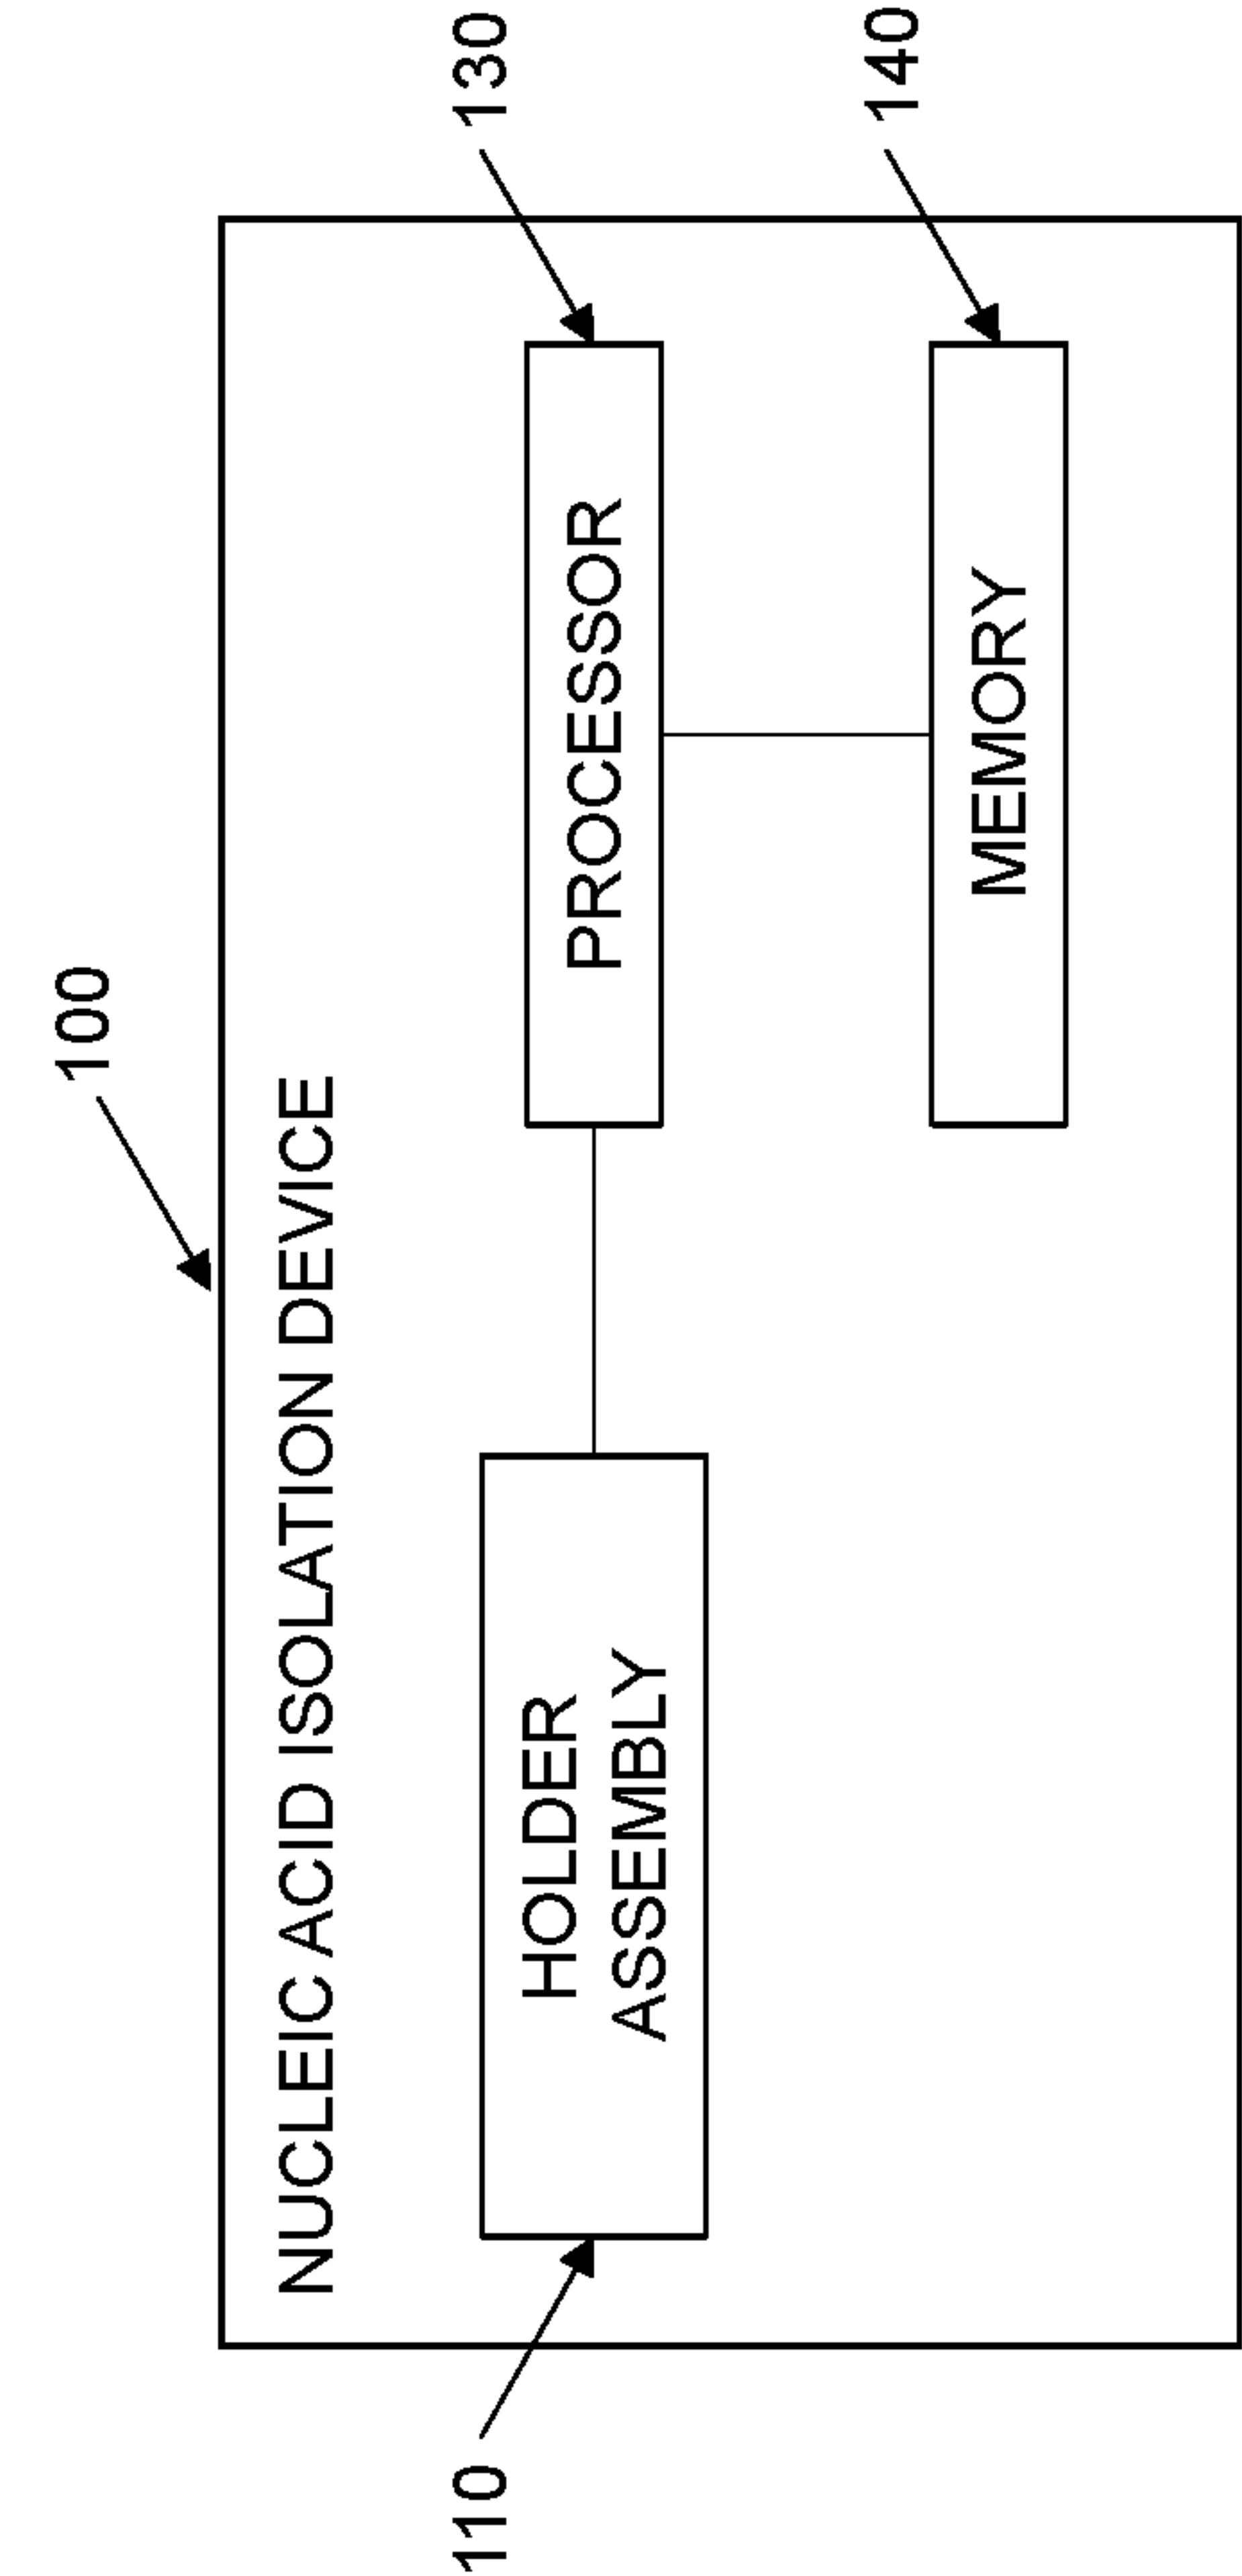 100
NUCLEIC ACID ISOLATION DEVICE
110
HOLDER
ASSEMBLY
PROCESSOR
130
MEMORY
140